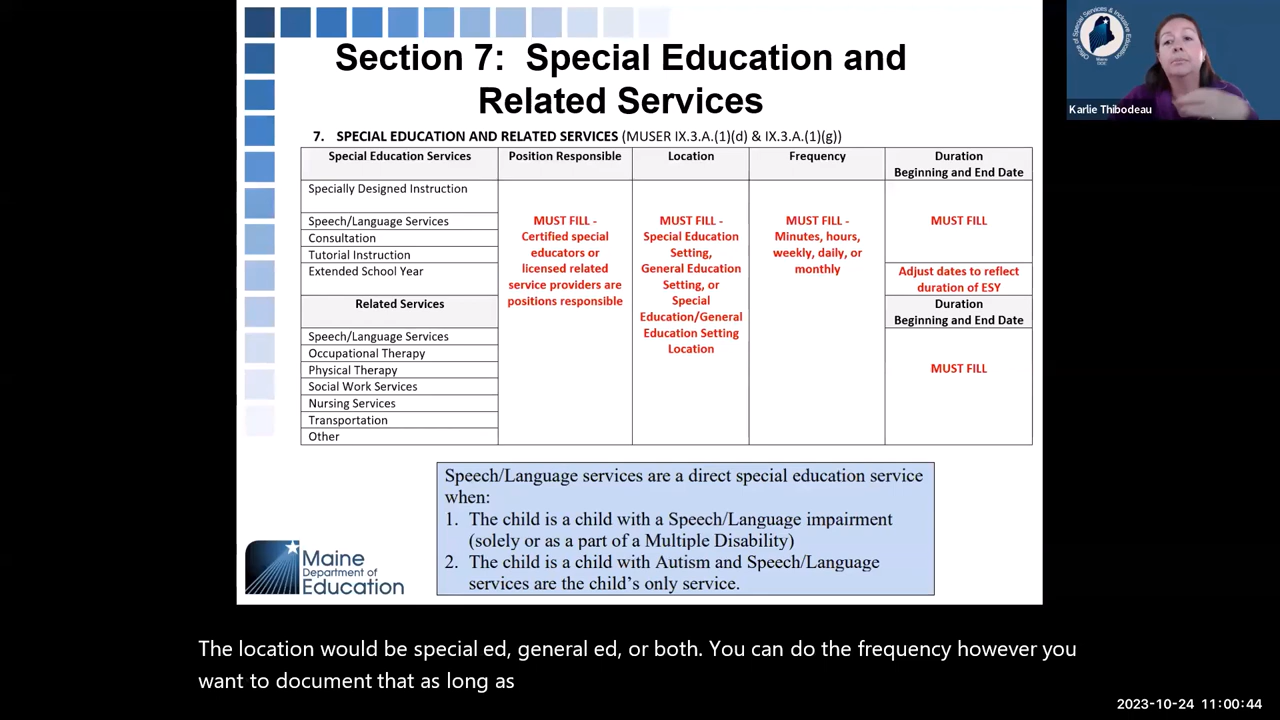 Section 7: Special Education and
Related Services
7. SPECIAL EDUCATION AND RELATED SERVICES (MUSER IX.3.A.(1)(d) & IX.3.A.(1)(g))
Special Education Services
Position Responsible
Location
Frequency
Duration
Beginning and End Date
Specially Designed Instruction
Speech/Language Services
Consultation
Tutorial Instruction
Extended School Year
MUST FILL -
Certified special
educators or
licensed related
service providers are
positions responsible
MUST FILL -
Special Education
Setting,
General Education
Setting, or
Special
Education/General
Education Setting
Location
MUST FILL -
Minutes, hours,
weekly, daily, or
monthly
MUST FILL
Adjust dates to reflect
duration of ESY
Related Services
Duration
Beginning and End Date
Speech/Language Services
Occupational Therapy
Physical Therapy
Social Work Services
Nursing Services
Transportation
Other
MUST FILL
Speech/Language services are a direct special education service
when:
1. The child is a child with a Speech/Language impairment
(solely or as a part of a Multiple Disability)
2. The child is a child with Autism and Speech/Language
services are the child's only service.
Maine
Department of
Education
Office of Special Services & Inclusive Education
Maine
DOE
Karlie Thibodeau
The location would be special ed, general ed, or both. You can do the frequency however you
want to document that as long as
2023-10-24 11:00:44